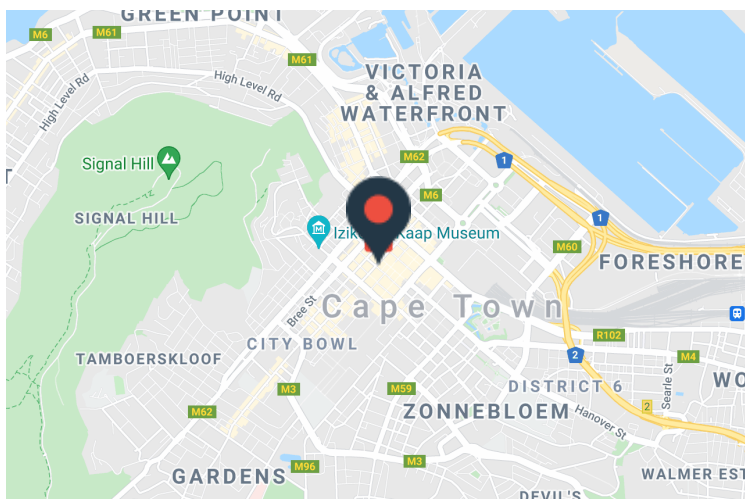 GREEN POINT
M6
M61
M61
High Level Rd
High Level Rd
VICTORIA
& ALFRED
WATERFRONT
M62
1
Signal Hill
M6
SIGNAL HILL
1
Kaap Museum
M60
FORESHORE
Bree St
Cape Town
CITY BOWL
R102
TAMBOERSKLOOF
2
M4
M3
M59
DISTRICT 6
WO
Searle St
M62
ZONNEBLOEM
2
Hanover St
M3
M96
GARDENS
WALMER EST
DEVIL'S